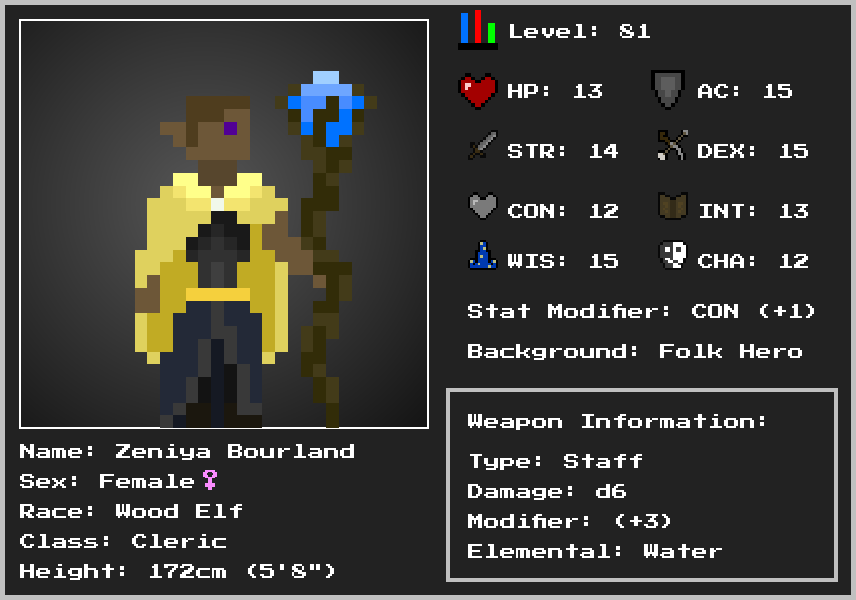 Level: 81
HP: 13 AC: 15
STR: 14 DEX: 15
CON: 12 INT: 13
WIS: 15 CHA: 12
Stat Modifier: CON (+1)
Background: Folk Hero
Weapon Information:
Type: Staff
Damage: d6
Modifier: (+3)
Elemental: Water
Name: Zeniya Bourland
Sex: Female♀
Race: Wood Elf
Class: Cleric
Height: 172cm (5'8")